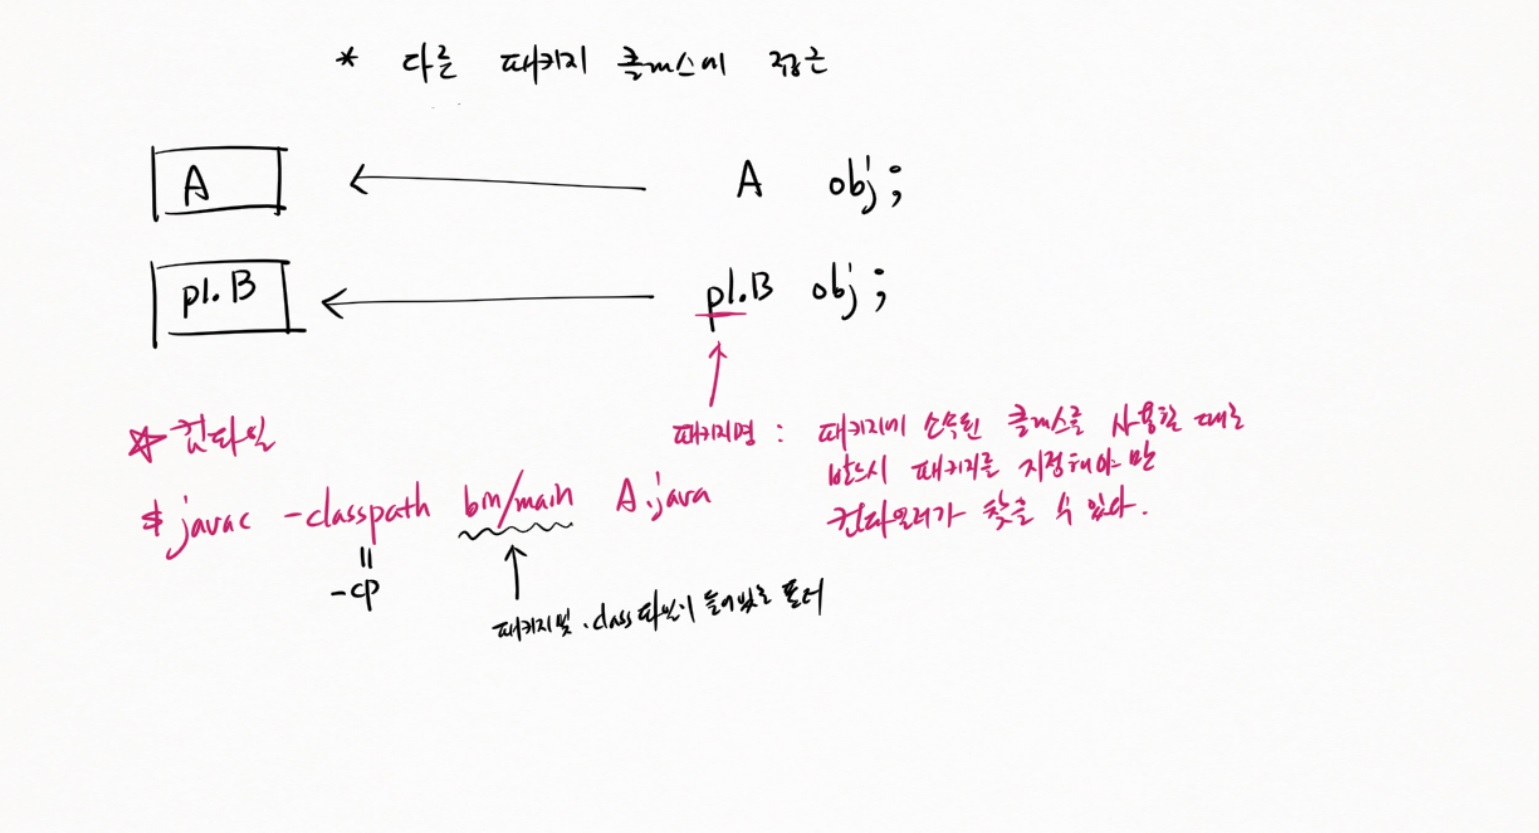 * 다른 패키지 클래스에 접근
A
A obj;
p1.B
p1.B obj;
☆ 컴파일
패키지명 : 패키지에 소속된 클래스를 사용할 때는
반드시 패키지를 지정해야만
컴파일러가 찾을 수 있다.
$ javac -classpath bin/main A.java
=
-cp
패키지 및 .class 파일이 들어있는 폴더